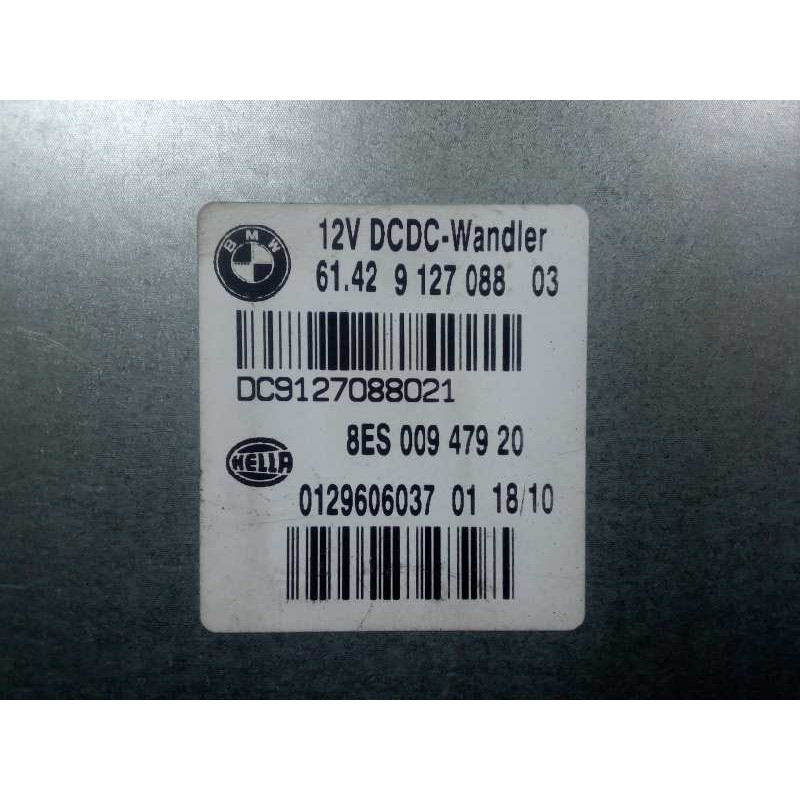 BMW
12V DCDC-Wandler
61.42 9 127 088 03
DC9127088021
8ES 009 479 20
HELLA
0129606037 01 18/10